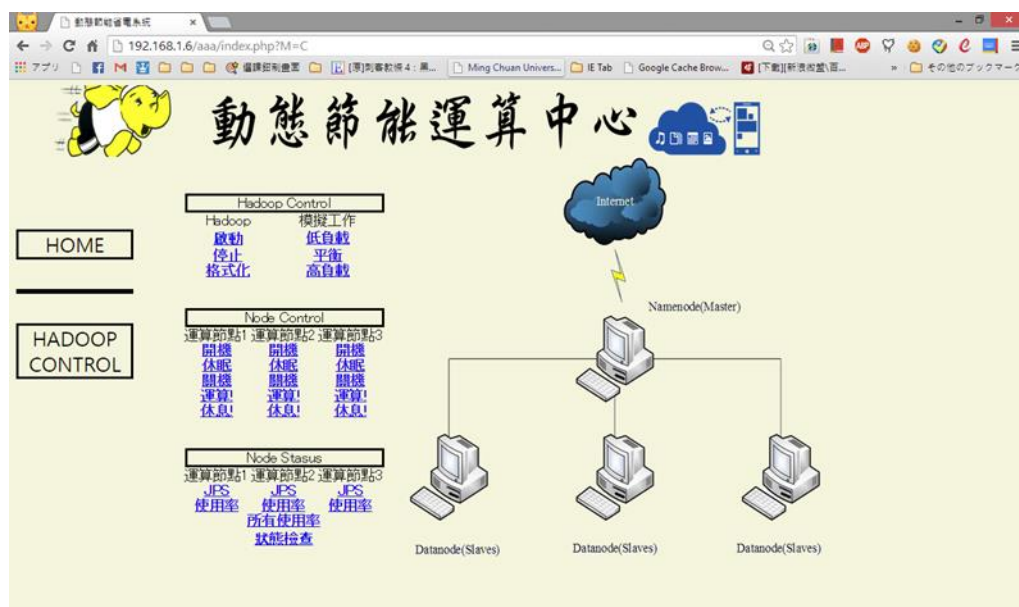 動態節能省電系統
192.168.1.6/aaa/index.php?M=C
アプリ
Ming Chuan Univers...
IE Tab
Google Cache Brow...
その他のブックマーク
動態節能運算中心
Hadoop Control
Hadoop 模擬工作
啟動 低負載
停止 平衡
格式化 高負載
HOME
HADOOP
CONTROL
Node Control
運算節點1 運算節點2 運算節點3
開機 開機 開機
休眠 休眠 休眠
關機 關機 關機
運算! 運算! 運算!
休息! 休息! 休息!
Node Stasus
運算節點1 運算節點2 運算節點3
JPS JPS JPS
使用率 使用率 使用率
所有使用率
狀態檢查
Internet
Namenode(Master)
Datanode(Slaves)
Datanode(Slaves)
Datanode(Slaves)